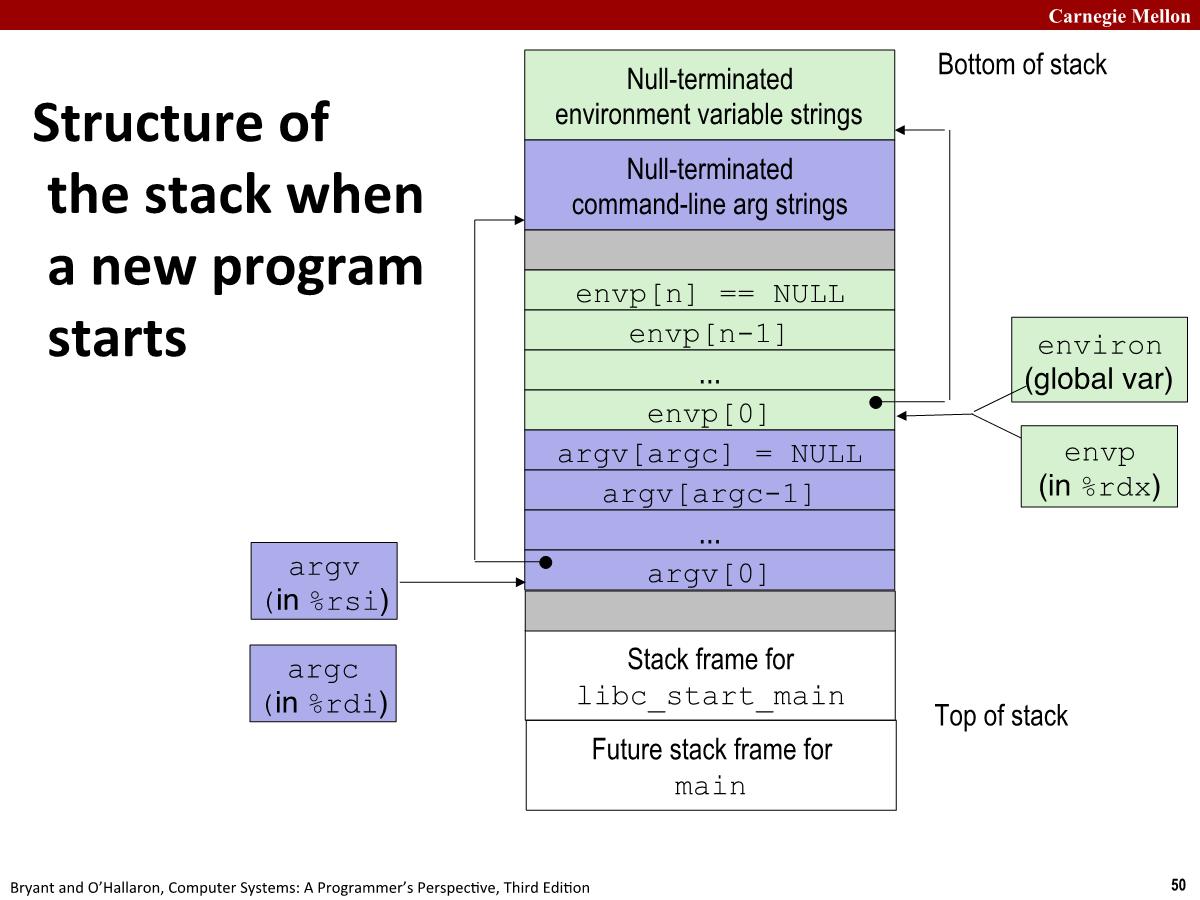 Carnegie Mellon
Structure of
the stack when
a new program
starts
Bottom of stack
Null-terminated
environment variable strings
Null-terminated
command-line arg strings
envp[n] == NULL
envp[n-1]
...
envp[0]
argv[argc] = NULL
argv[argc-1]
...
argv[0]
environ
(global var)
envp
(in %rdx)
argv
(in %rsi)
argc
(in %rdi)
Stack frame for
libc_start_main
Top of stack
Future stack frame for
main
Bryant and O’Hallaron, Computer Systems: A Programmer’s Perspective, Third Edition
50